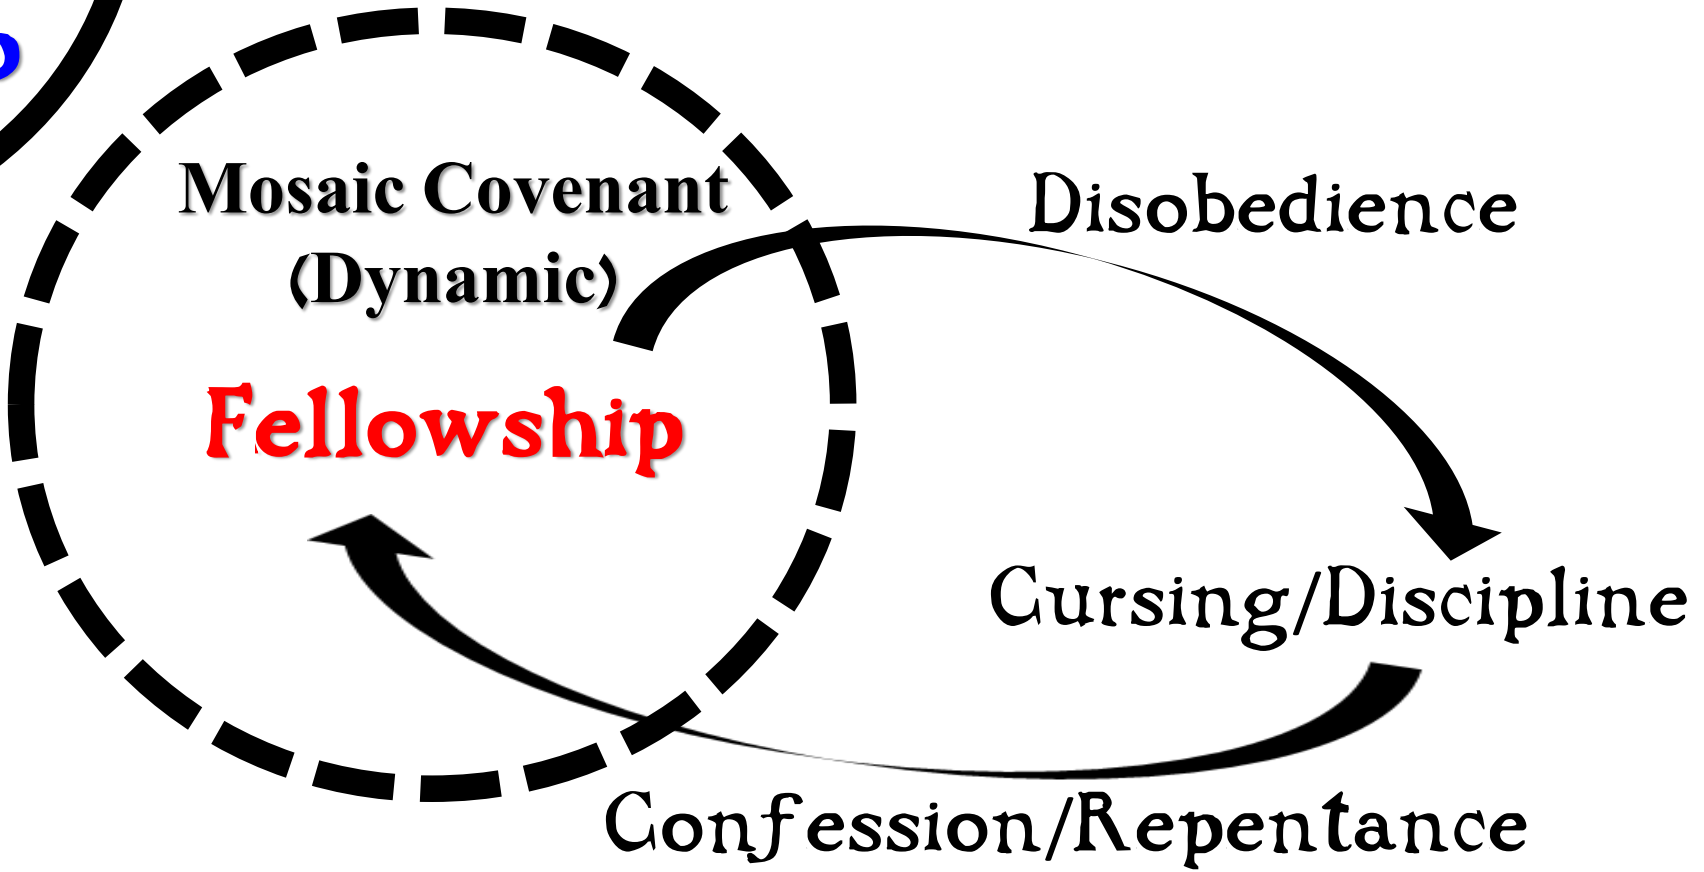 Mosaic Covenant
(Dynamic)
Fellowship
Disobedience
Cursing/Discipline
Confession/Repentance